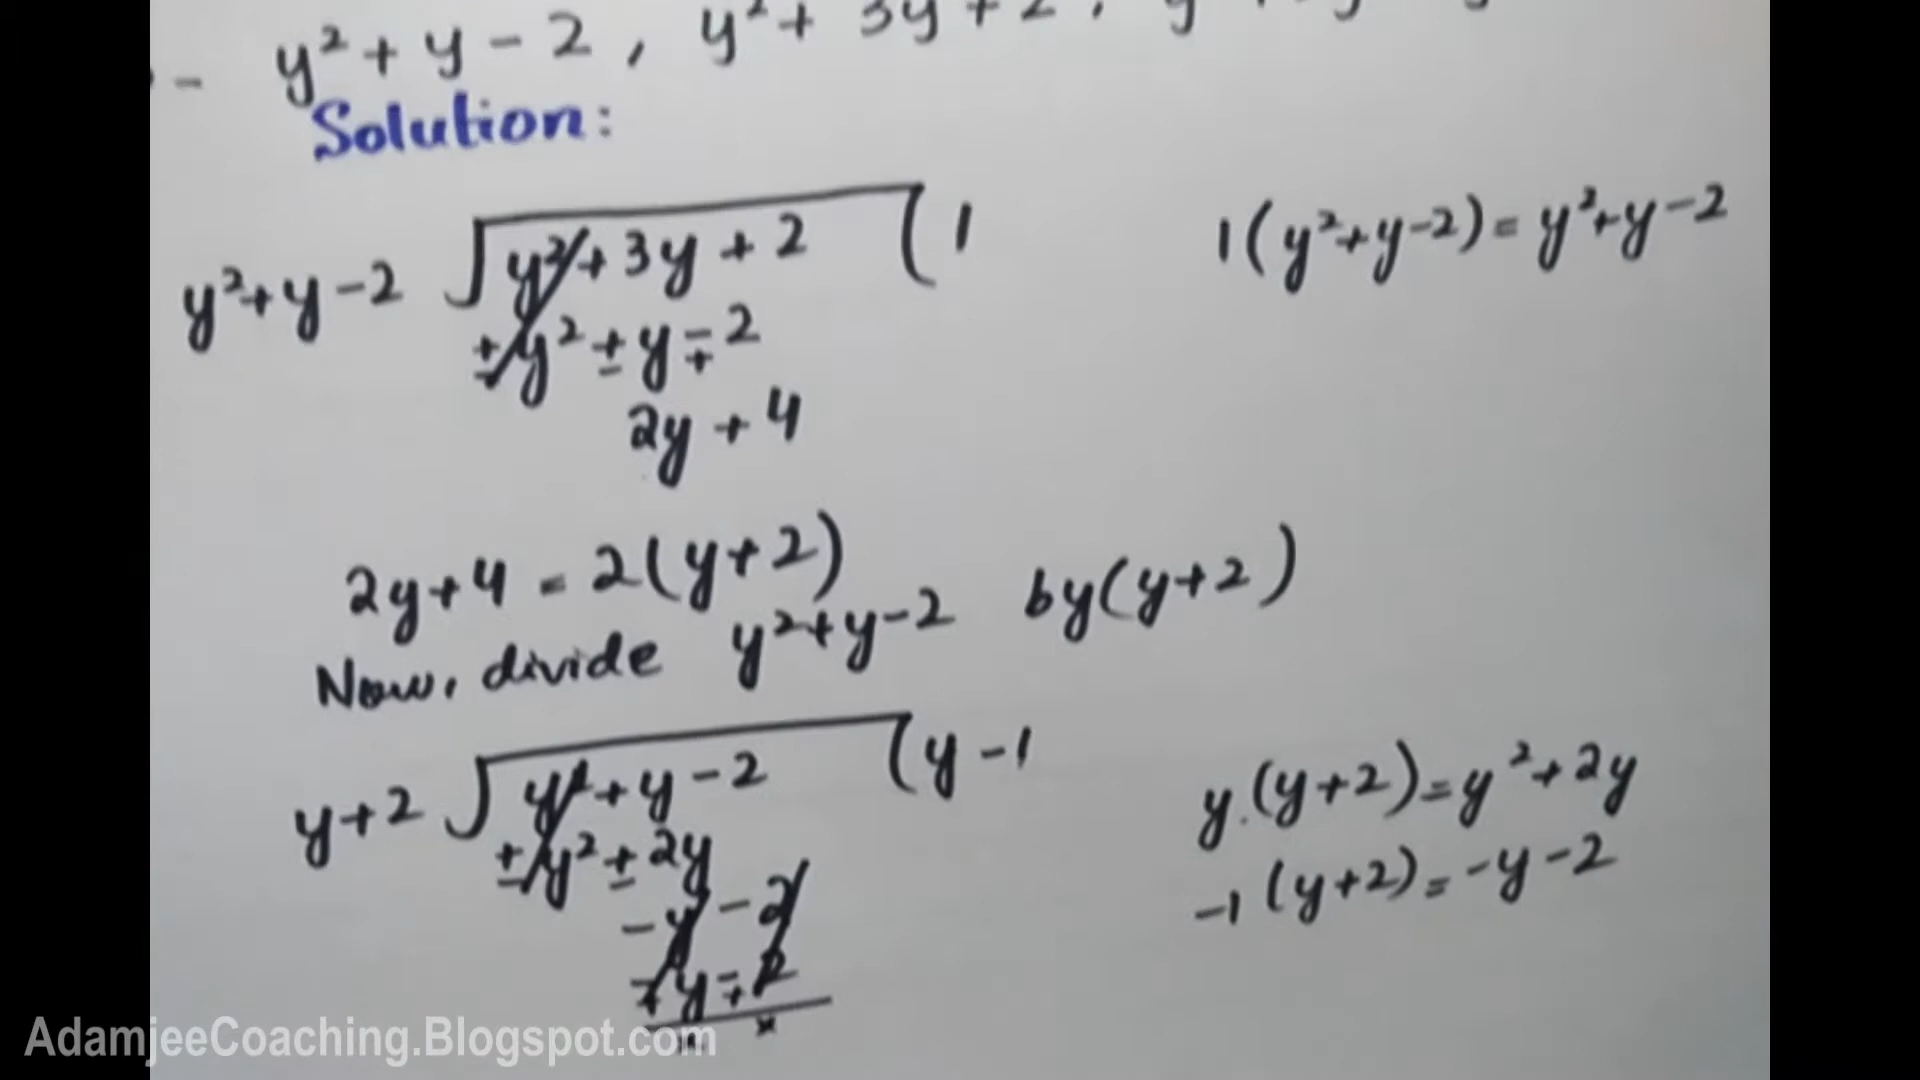 - y² + y - 2 , y² + 3y + 2 ,
Solution:
y² + y - 2 √ y² + 3y + 2 ( 1
1(y²+y-2) = y²+y-2
± y² ± y ∓ 2
2y + 4
2y + 4 = 2(y+2)
Now, divide y²+y-2 by (y+2)
y+2 √ y² + y - 2 ( y - 1
y.(y+2) = y² + 2y
± y² ± 2y
-1 (y+2) = -y - 2
- y - 2
∓ y ∓ 2
x x
AdamjeeCoaching.Blogspot.com